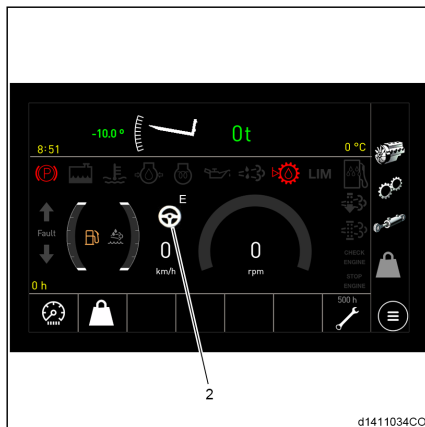 -10.0 °
0t
8:51
0 °C
(P)
LIM
E
Fault
0
km/h
0
rpm
CHECK
ENGINE
STOP
ENGINE
0 h
500 h
2
d1411034CO